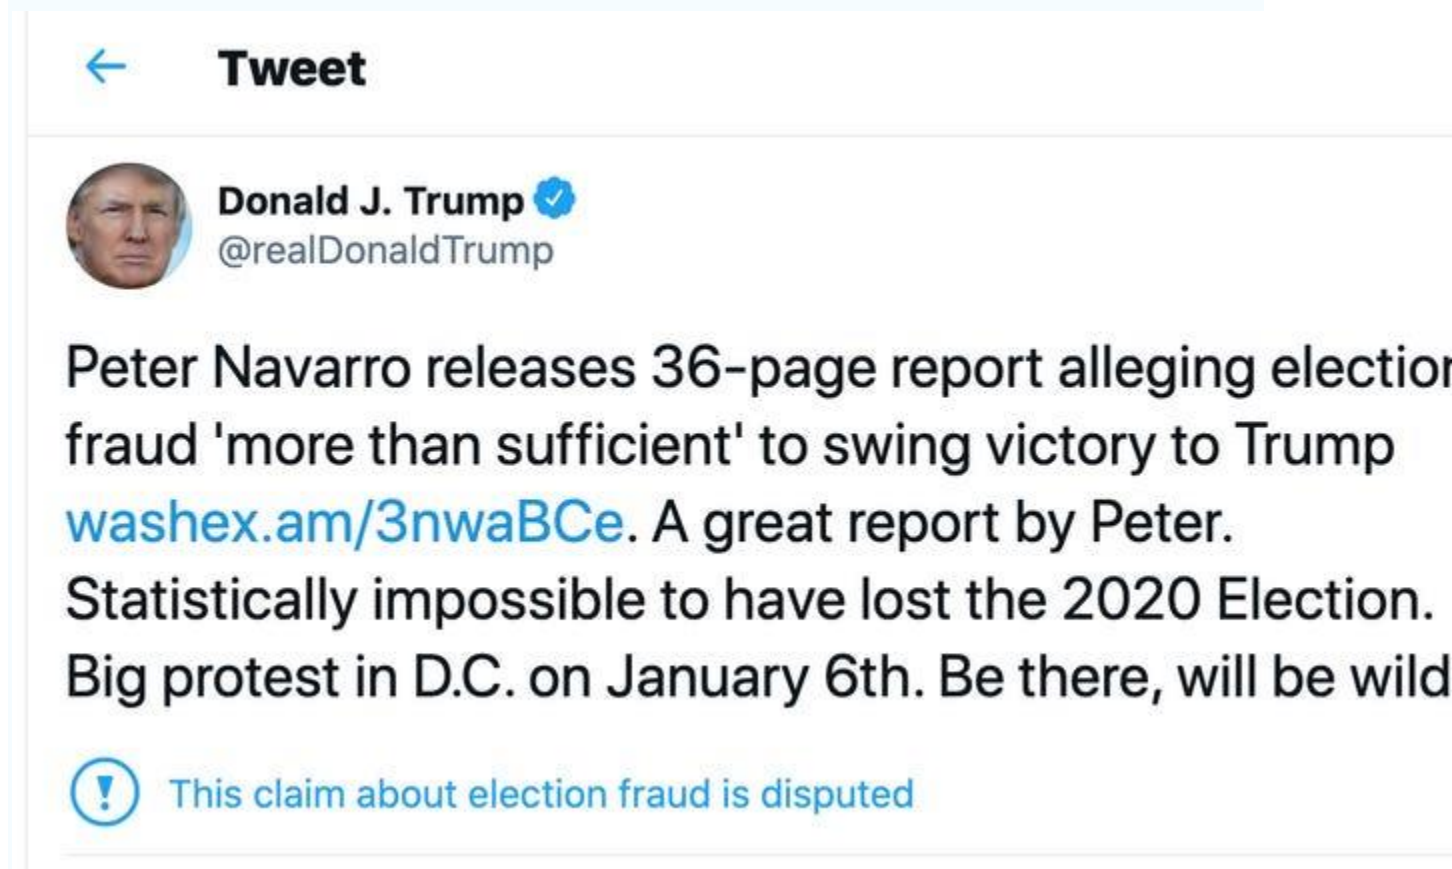 Tweet
Donald J. Trump
@realDonaldTrump
Peter Navarro releases 36-page report alleging election
fraud 'more than sufficient' to swing victory to Trump
washex.am/3nwaBCe. A great report by Peter.
Statistically impossible to have lost the 2020 Election.
Big protest in D.C. on January 6th. Be there, will be wild
This claim about election fraud is disputed